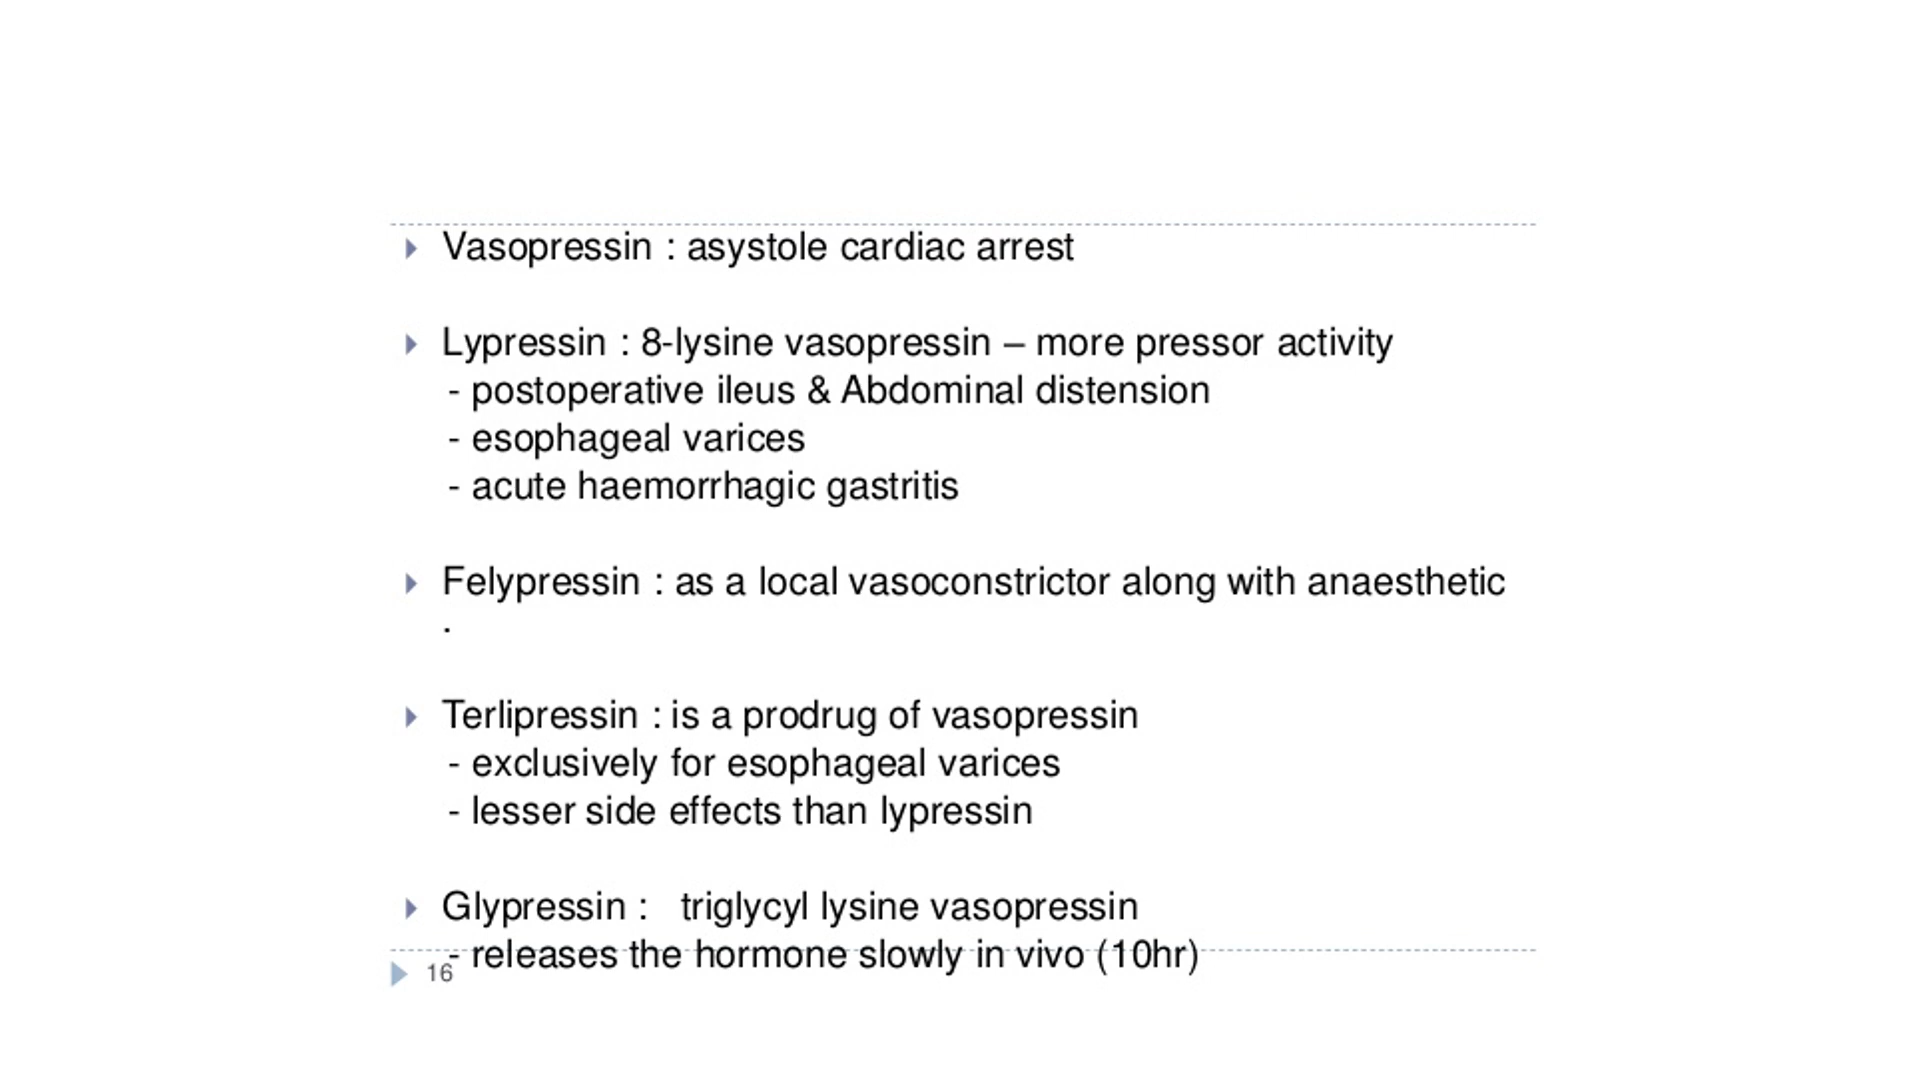 Vasopressin : asystole cardiac arrest
Lypressin : 8-lysine vasopressin – more pressor activity
- postoperative ileus & Abdominal distension
- esophageal varices
- acute haemorrhagic gastritis
Felypressin : as a local vasoconstrictor along with anaesthetic
.
Terlipressin : is a prodrug of vasopressin
- exclusively for esophageal varices
- lesser side effects than lypressin
Glypressin : triglycyl lysine vasopressin
- releases the hormone slowly in vivo (10hr)
16